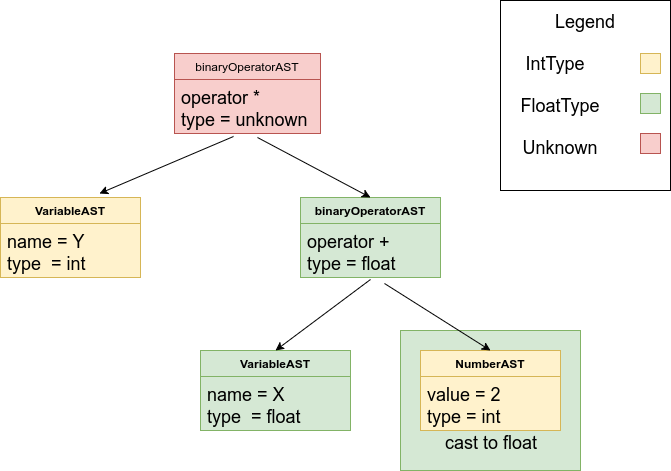 Legend
IntType
FloatType
Unknown
binaryOperatorAST
operator *
type = unknown
VariableAST
name = Y
type  = int
binaryOperatorAST
operator +
type = float
VariableAST
name = X
type  = float
NumberAST
value = 2
type = int
cast to float